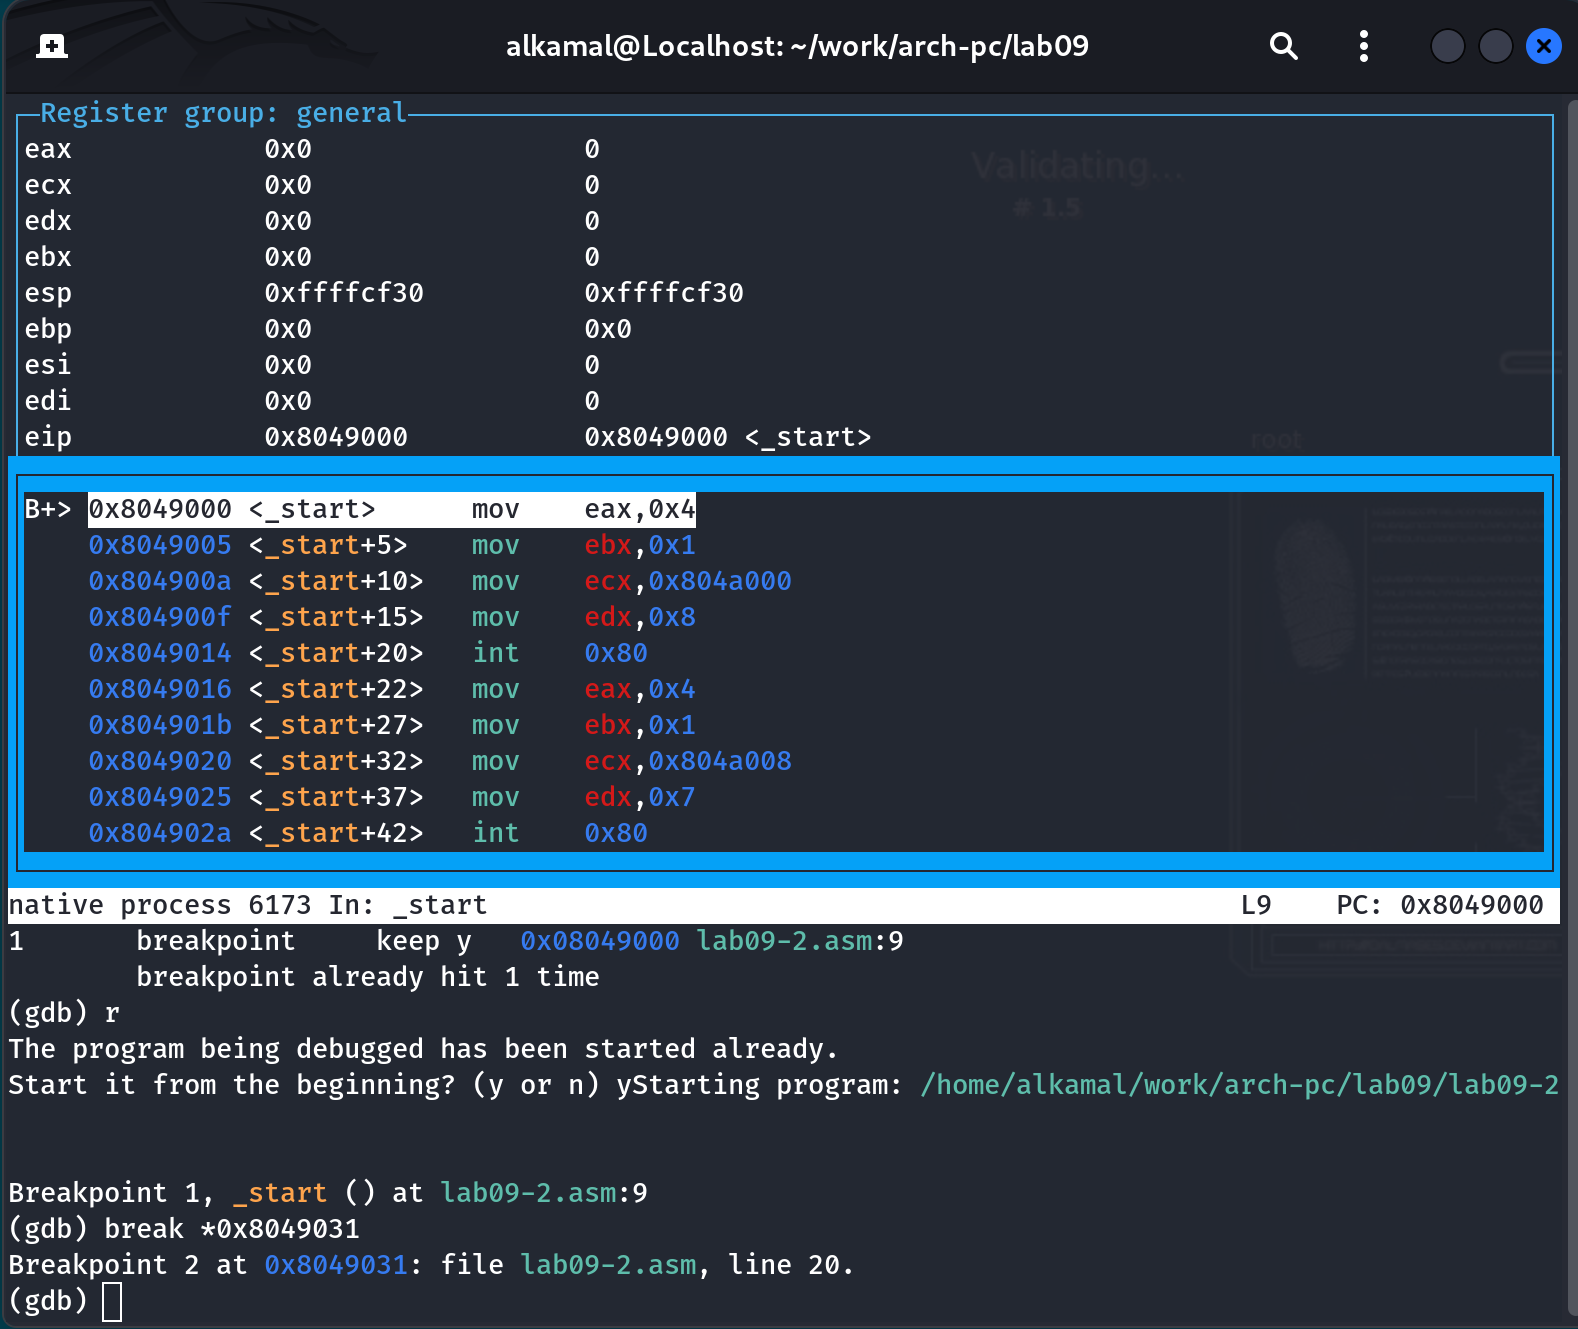 alkamal@Localhost: ~/work/arch-pc/lab09
Register group: general
eax 0x0 0
ecx 0x0 0
edx 0x0 0
ebx 0x0 0
esp 0xffffcf30 0xffffcf30
ebp 0x0 0x0
esi 0x0 0
edi 0x0 0
eip 0x8049000 0x8049000 <_start>
Validating...
# 1.5
root
B+> 0x8049000 <_start> mov eax,0x4
0x8049005 <_start+5> mov ebx,0x1
0x804900a <_start+10> mov ecx,0x804a000
0x804900f <_start+15> mov edx,0x8
0x8049014 <_start+20> int 0x80
0x8049016 <_start+22> mov eax,0x4
0x804901b <_start+27> mov ebx,0x1
0x8049020 <_start+32> mov ecx,0x804a008
0x8049025 <_start+37> mov edx,0x7
0x804902a <_start+42> int 0x80
native process 6173 In: _start L9 PC: 0x8049000
1 breakpoint keep y 0x08049000 lab09-2.asm:9
breakpoint already hit 1 time
(gdb) r
The program being debugged has been started already.
Start it from the beginning? (y or n) yStarting program: /home/alkamal/work/arch-pc/lab09/lab09-2
Breakpoint 1, _start () at lab09-2.asm:9
(gdb) break *0x8049031
Breakpoint 2 at 0x8049031: file lab09-2.asm, line 20.
(gdb)